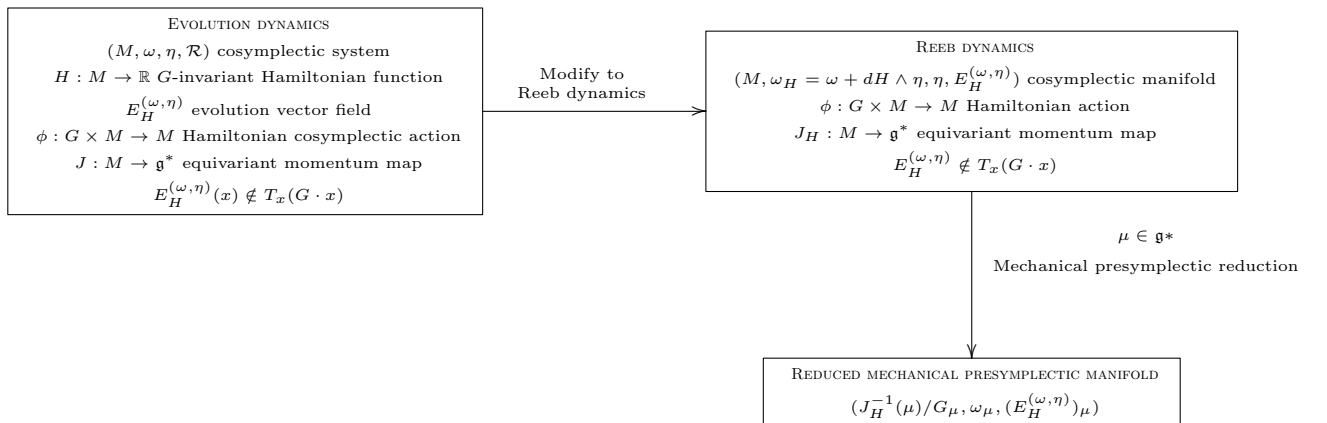 EVOLUTION DYNAMICS
(M, ω, η, ℛ) cosymplectic system
H : M → ℝ G-invariant Hamiltonian function
E_H^{(ω,η)} evolution vector field
ϕ : G × M → M Hamiltonian cosymplectic action
J : M → 𝔤* equivariant momentum map
E_H^{(ω,η)}(x) ∉ T_x(G · x)
Modify to
Reeb dynamics
REEB DYNAMICS
(M, ω_H = ω + dH ∧ η, η, E_H^{(ω,η)}) cosymplectic manifold
ϕ : G × M → M Hamiltonian action
J_H : M → 𝔤* equivariant momentum map
E_H^{(ω,η)} ∉ T_x(G · x)
μ ∈ 𝔤*
Mechanical presymplectic reduction
REDUCED MECHANICAL PRESYMPLECTIC MANIFOLD
(J_H^{-1}(μ)/G_μ, ω_μ, (E_H^{(ω,η)})_μ)